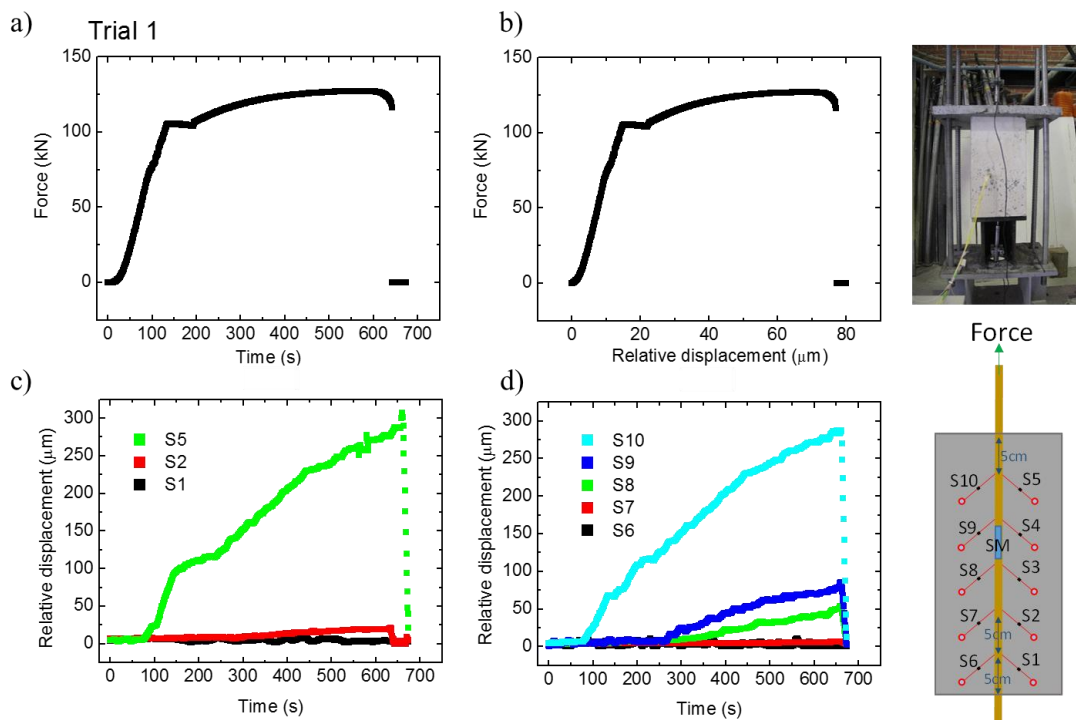 a)
Trial 1
150
100
50
0
Force (kN)
0 100 200 300 400 500 600 700
Time (s)
b)
150
100
50
0
Force (kN)
0 20 40 60 80
Relative displacement (μm)
c)
300
250
200
150
100
50
0
Relative displacement (μm)
S5
S2
S1
0 100 200 300 400 500 600 700
Time (s)
d)
300
250
200
150
100
50
0
Relative displacement (μm)
S10
S9
S8
S7
S6
0 100 200 300 400 500 600 700
Time (s)
Force
5cm
S10 S5
S9 S4
SM
S8 S3
S7 S2
5cm
S6 S1
5cm